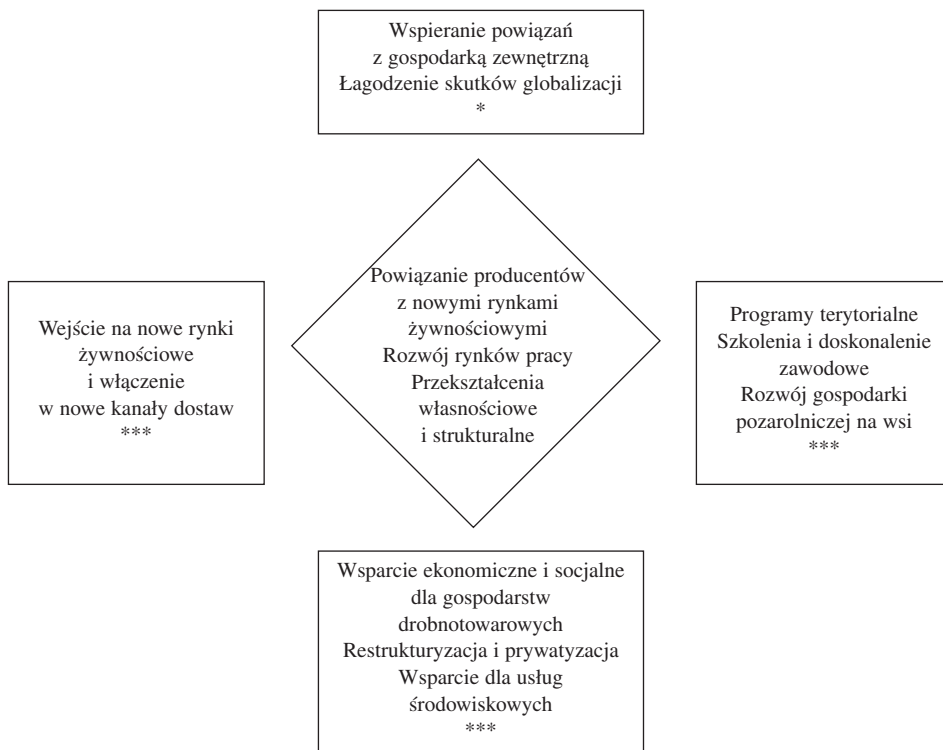 Wspieranie powiązań
z gospodarką zewnętrzną
Łagodzenie skutków globalizacji
*
Wejście na nowe rynki
żywnościowe
i włączenie
w nowe kanały dostaw
***
Powiązanie producentów
z nowymi rynkami
żywnościowymi
Rozwój rynków pracy
Przekształcenia
własnościowe
i strukturalne
Programy terytorialne
Szkolenia i doskonalenie
zawodowe
Rozwój gospodarki
pozarolniczej na wsi
***
Wsparcie ekonomiczne i socjalne
dla gospodarstw
drobnotowarowych
Restrukturyzacja i prywatyzacja
Wsparcie dla usług
środowiskowych
***